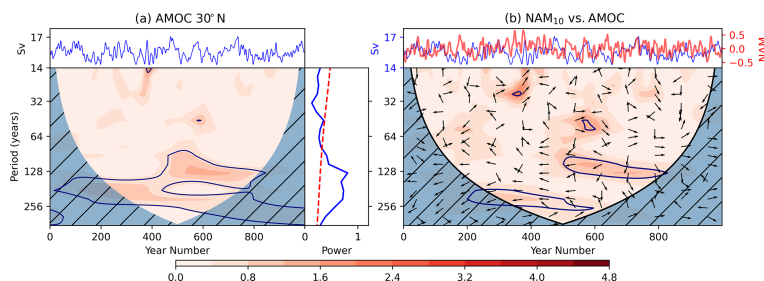 (a) AMOC 30°N
(b) NAM10 vs. AMOC
Sv
17
14
32
64
128
256
Period (years)
0 200 400 600 800
Year Number
0 1
Power
Sv
17
14
32
64
128
256
0.5
0.0
−0.5
NAM
0 200 400 600 800
Year Number
0.0 0.8 1.6 2.4 3.2 4.0 4.8